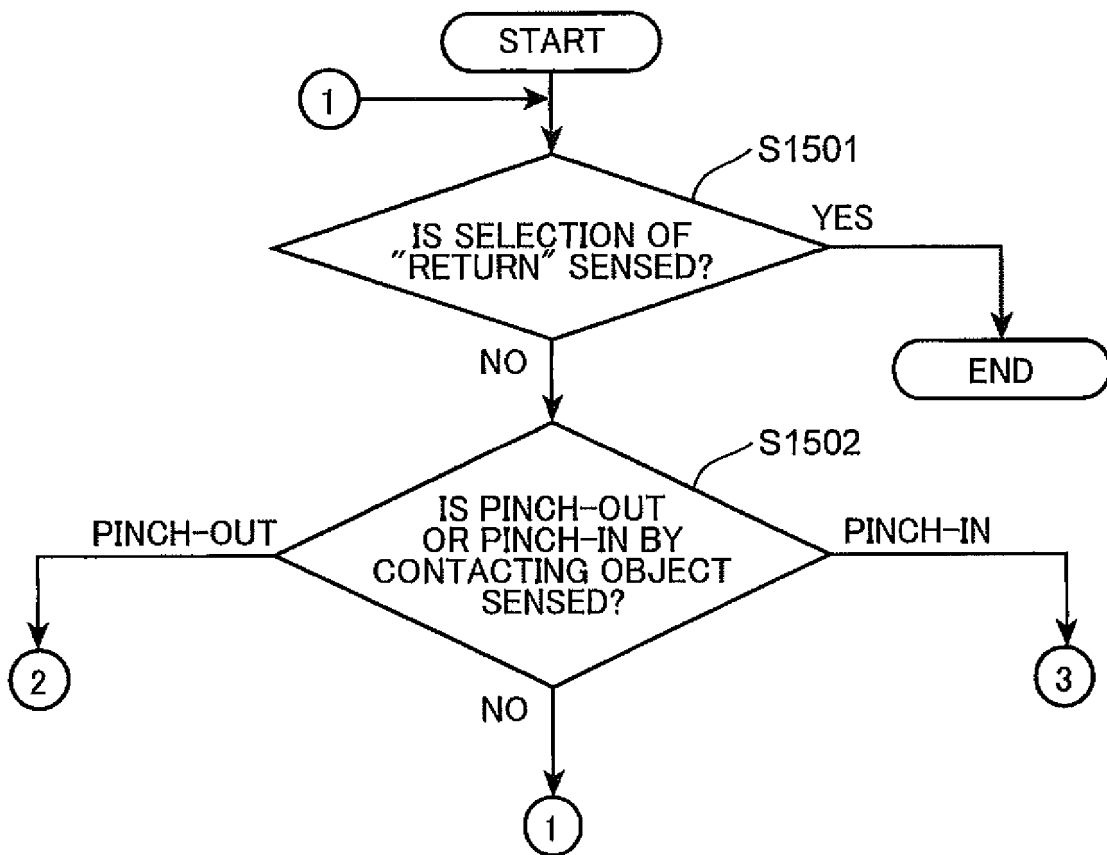 START
1
S1501
IS SELECTION OF
"RETURN" SENSED?
YES
NO
END
S1502
IS PINCH-OUT
OR PINCH-IN BY
CONTACTING OBJECT
SENSED?
PINCH-OUT
PINCH-IN
2
3
NO
1